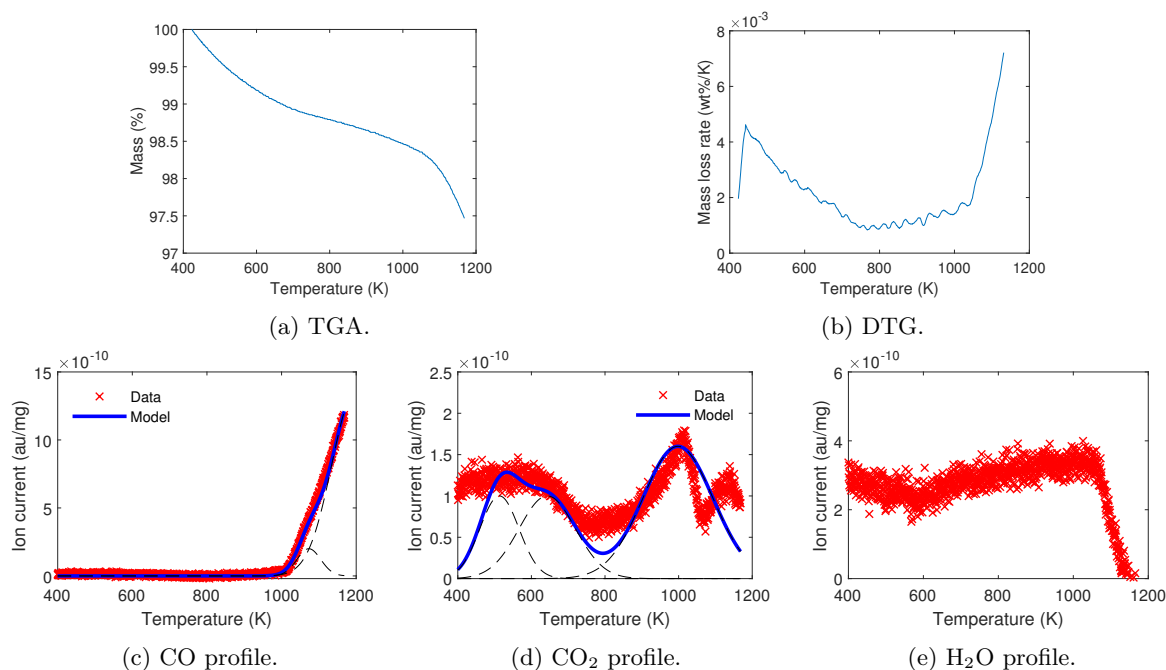 100
99.5
99
98.5
98
97.5
97
Mass (%)
400 600 800 1000 1200
Temperature (K)
(a) TGA.
× 10⁻³
8
6
4
2
0
Mass loss rate (wt%/K)
400 600 800 1000 1200
Temperature (K)
(b) DTG.
× 10⁻¹⁰
15
10
5
0
Ion current (au/mg)
Data
Model
400 600 800 1000 1200
Temperature (K)
(c) CO profile.
× 10⁻¹⁰
2.5
2
1.5
1
0.5
0
Ion current (au/mg)
Data
Model
400 600 800 1000 1200
Temperature (K)
(d) CO₂ profile.
× 10⁻¹⁰
6
4
2
0
Ion current (au/mg)
400 600 800 1000 1200
Temperature (K)
(e) H₂O profile.